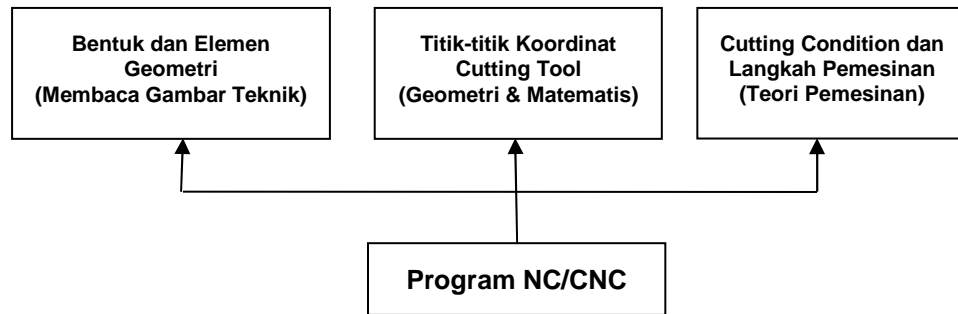 Bentuk dan Elemen
Geometri
(Membaca Gambar Teknik)
Titik-titik Koordinat
Cutting Tool
(Geometri & Matematis)
Cutting Condition dan
Langkah Pemesinan
(Teori Pemesinan)
Program NC/CNC